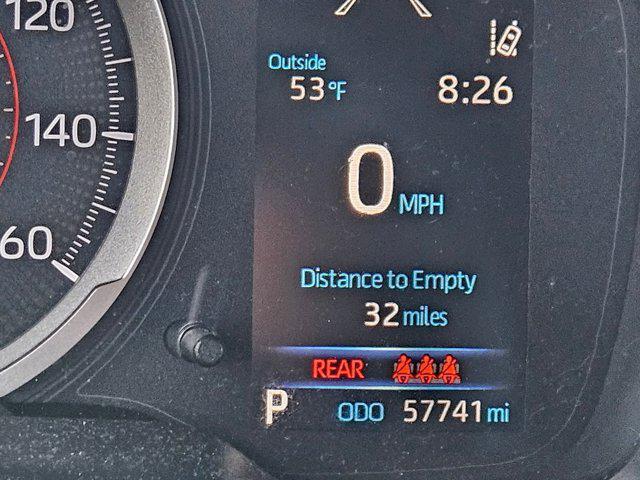 120
140
60
Outside
53°F
8:26
0 MPH
Distance to Empty
32 miles
REAR
P ODO 57741 mi